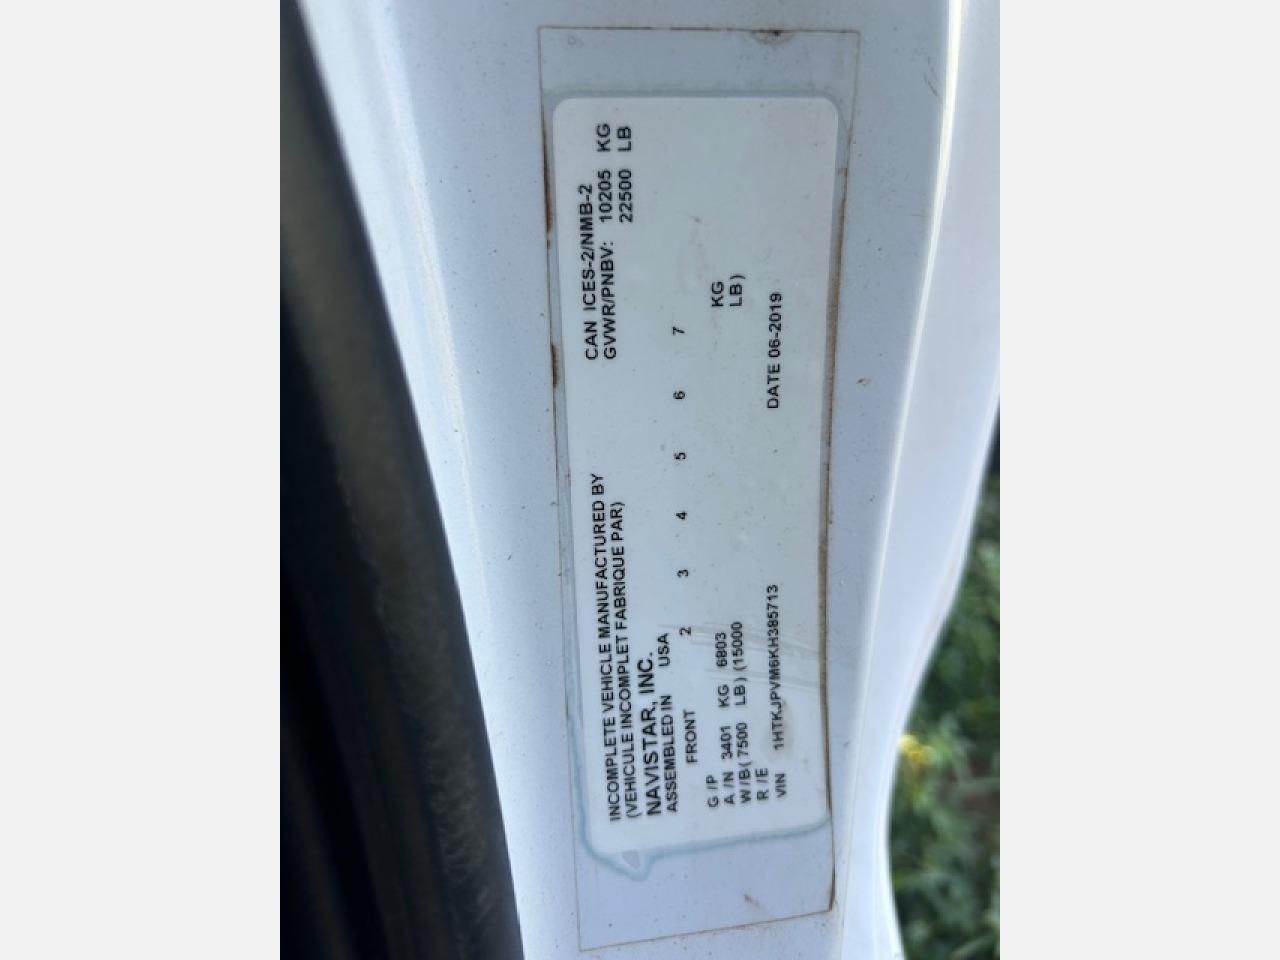 INCOMPLETE VEHICLE MANUFACTURED BY
(VEHICULE INCOMPLET FABRIQUE PAR)
NAVISTAR, INC.
ASSEMBLED IN USA
CAN ICES-2/NMB-2
GVWR/PNBV: 10205 KG
22500 LB
FRONT 2 3 4 5 6 7
G /P
A /N 3401 KG 6803 KG
W /B( 7500 LB) (15000 LB)
R /E
VIN 1HTKJPVM6KH385713 DATE 06-2019